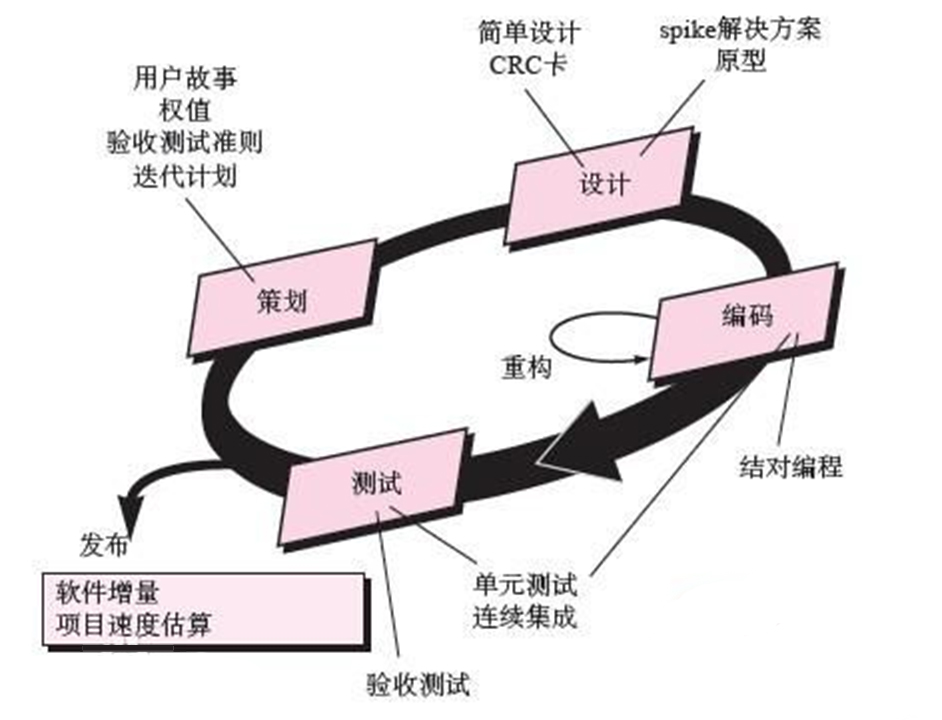 简单设计
CRC卡
spike解决方案
原型
用户故事
权值
验收测试准则
迭代计划
设计
策划
编码
重构
结对编程
测试
发布
软件增量
项目速度估算
单元测试
连续集成
验收测试